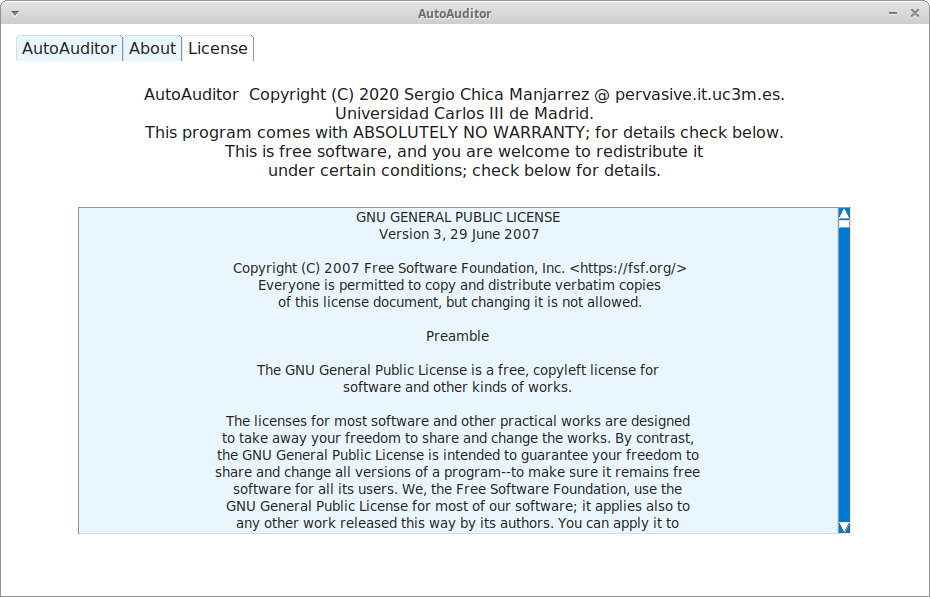 AutoAuditor
AutoAuditor About License
AutoAuditor  Copyright (C) 2020 Sergio Chica Manjarrez @ pervasive.it.uc3m.es.
Universidad Carlos III de Madrid.
This program comes with ABSOLUTELY NO WARRANTY; for details check below.
This is free software, and you are welcome to redistribute it
under certain conditions; check below for details.
GNU GENERAL PUBLIC LICENSE
Version 3, 29 June 2007
Copyright (C) 2007 Free Software Foundation, Inc. <https://fsf.org/>
Everyone is permitted to copy and distribute verbatim copies
of this license document, but changing it is not allowed.
Preamble
The GNU General Public License is a free, copyleft license for
software and other kinds of works.
The licenses for most software and other practical works are designed
to take away your freedom to share and change the works. By contrast,
the GNU General Public License is intended to guarantee your freedom to
share and change all versions of a program--to make sure it remains free
software for all its users. We, the Free Software Foundation, use the
GNU General Public License for most of our software; it applies also to
any other work released this way by its authors. You can apply it to